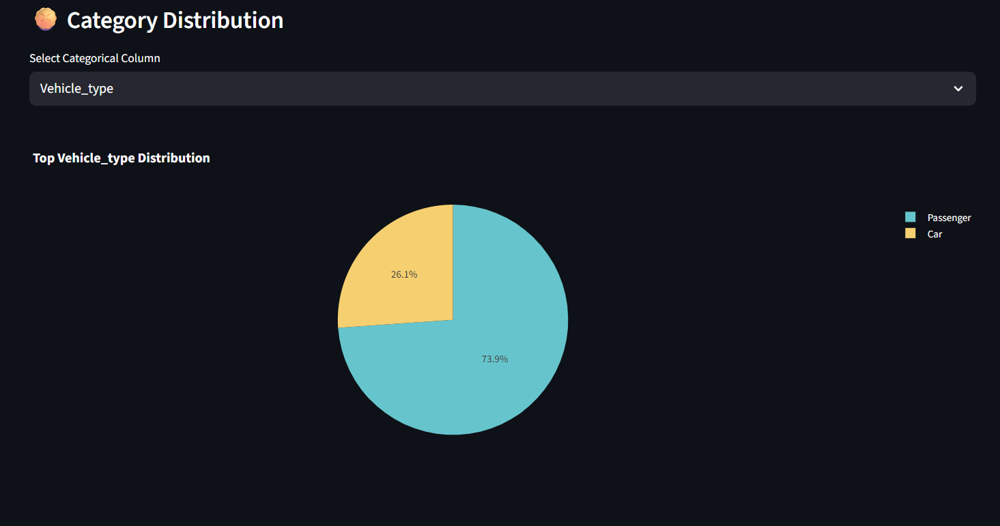 Category Distribution
Select Categorical Column
Vehicle_type
Top Vehicle_type Distribution
Passenger
Car
26.1%
73.9%